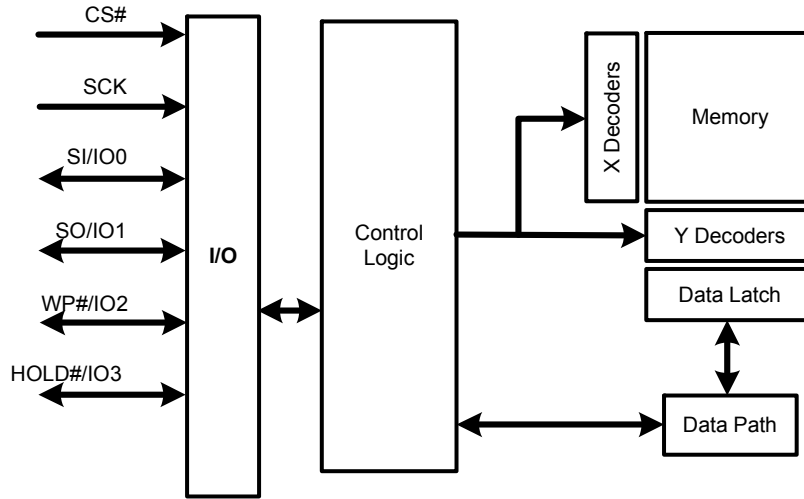 CS#
SCK
SI/IO0
SO/IO1
WP#/IO2
HOLD#/IO3
I/O
Control
Logic
X Decoders
Memory
Y Decoders
Data Latch
Data Path